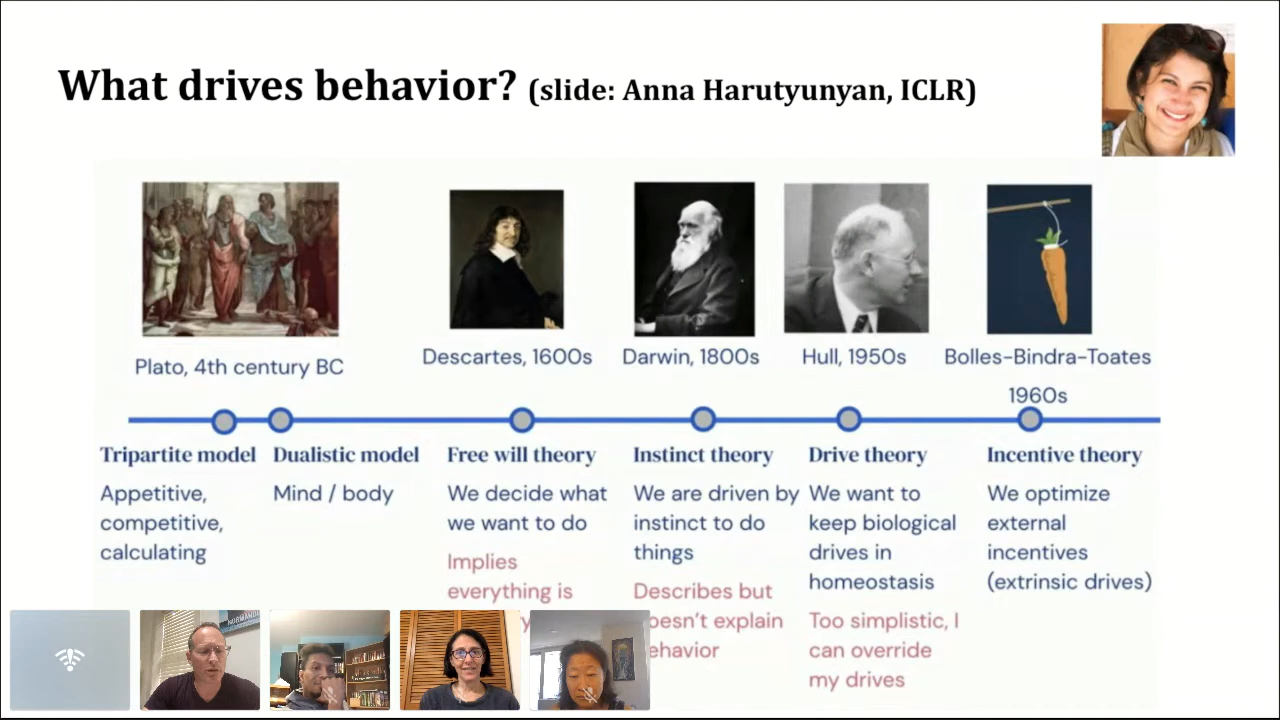 What drives behavior? (slide: Anna Harutyunyan, ICLR)
Plato, 4th century BC
Descartes, 1600s
Darwin, 1800s
Hull, 1950s
Bolles-Bindra-Toates
1960s
Tripartite model
Appetitive,
competitive,
calculating
Dualistic model
Mind / body
Free will theory
We decide what
we want to do
Implies
everything is
Instinct theory
We are driven by
instinct to do
things
Describes but
explain
Drive theory
We want to
keep biological
drives in
homeostasis
Too simplistic, I
can override
my drives
Incentive theory
We optimize
external
incentives
(extrinsic drives)